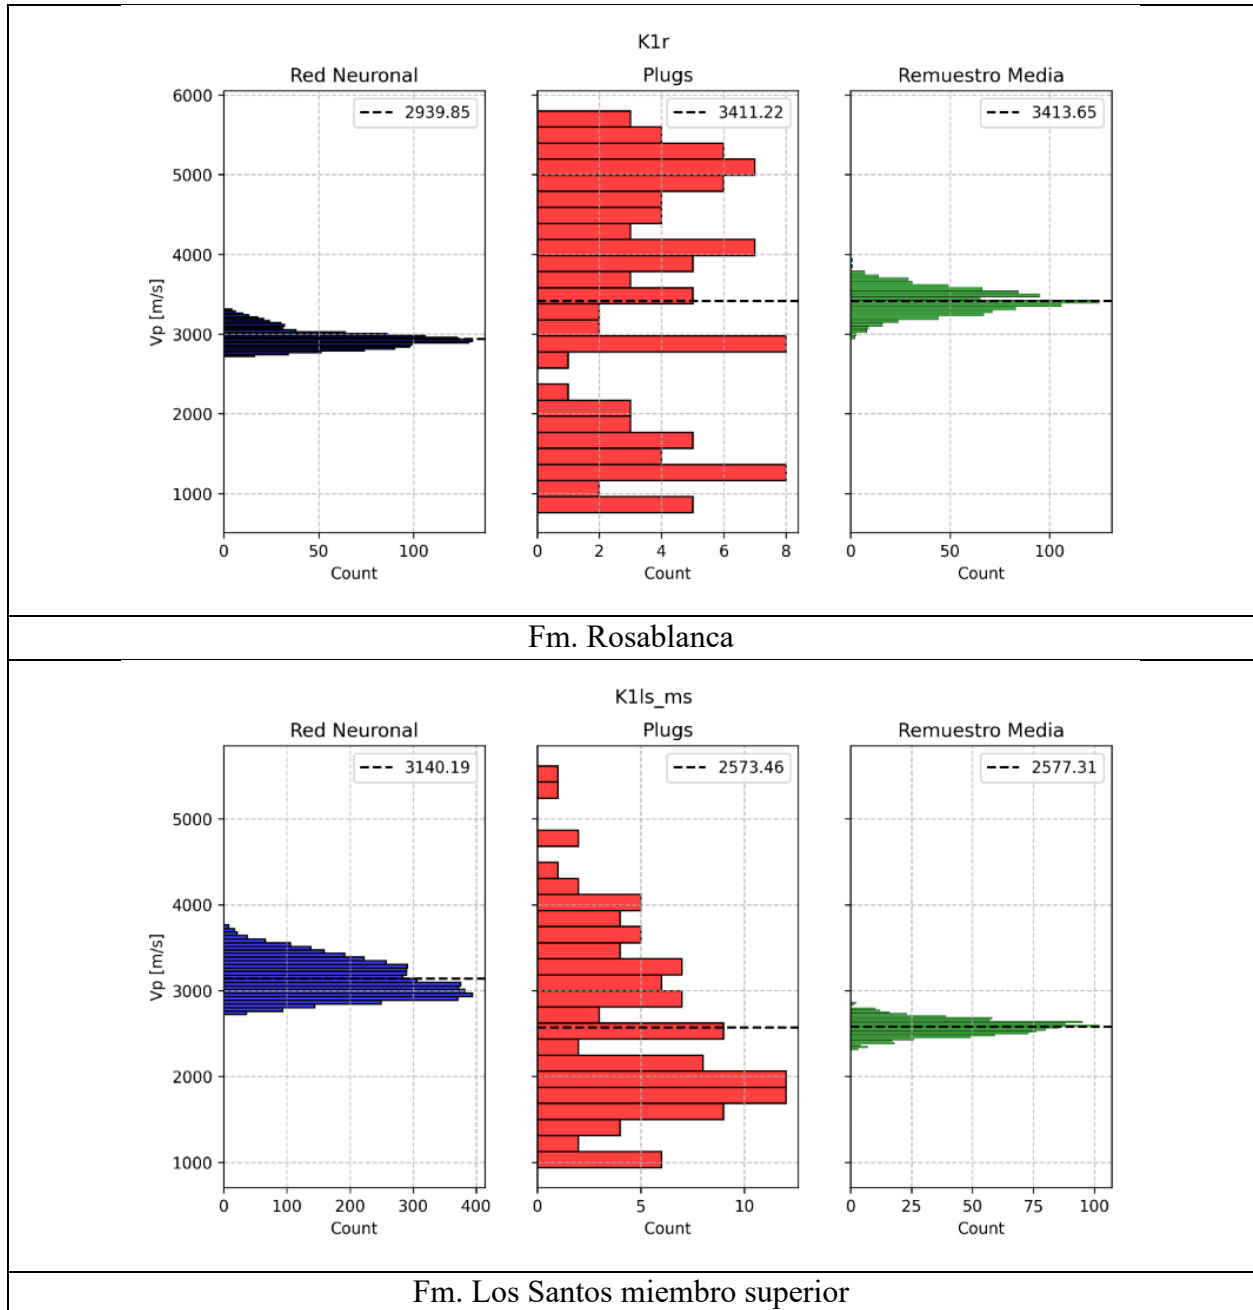 K1r
Red Neuronal Plugs Remuestro Media
2939.85 3411.22 3413.65
6000
5000
4000
3000
2000
1000
Vp [m/s]
0 50 100 0 2 4 6 8 0 50 100
Count Count Count
Fm. Rosablanca
K1ls_ms
Red Neuronal Plugs Remuestro Media
3140.19 2573.46 2577.31
5000
4000
3000
2000
1000
Vp [m/s]
0 100 200 300 400 0 5 10 0 25 50 75 100
Count Count Count
Fm. Los Santos miembro superior